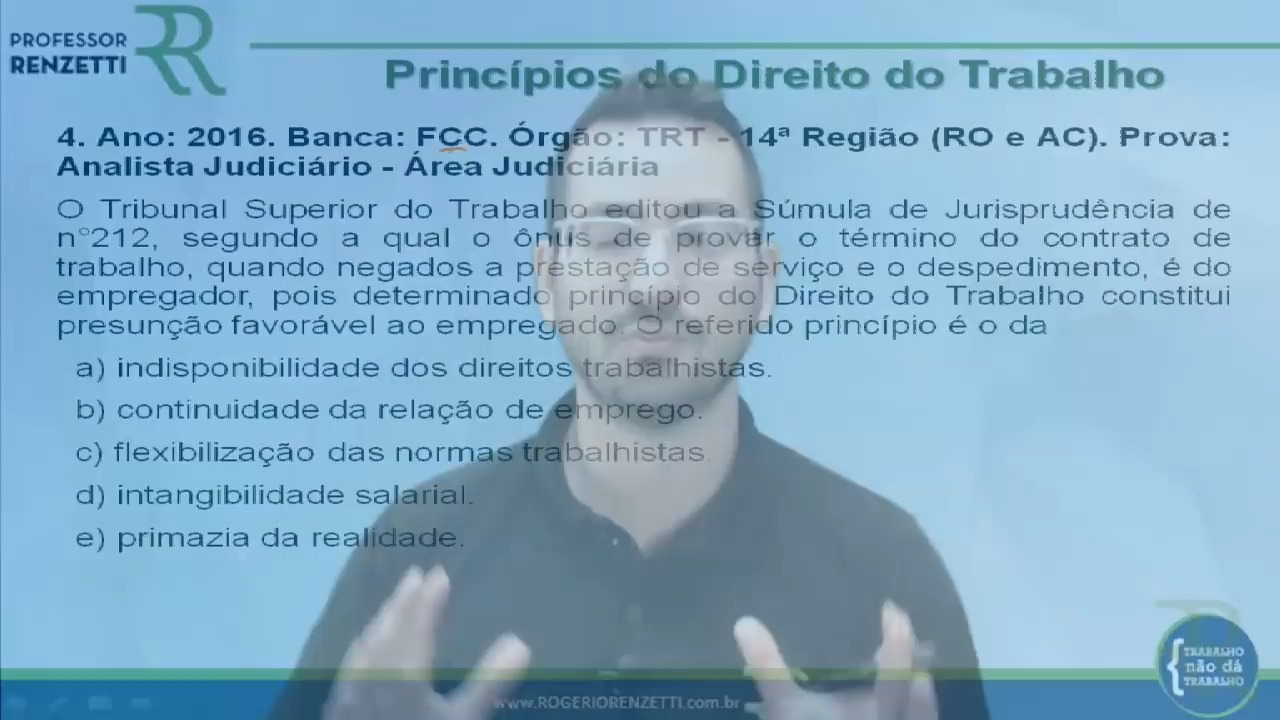 PROFESSOR
RENZETTI
RR
Princípios do Direito do Trabalho
4. Ano: 2016. Banca: FCC. Órgão: TRT - 14ª Região (RO e AC). Prova:
Analista Judiciário - Área Judiciária
O Tribunal Superior do Trabalho editou a Súmula de Jurisprudência de
n°212, segundo a qual o ônus de provar o término do contrato de
trabalho, quando negados a prestação de serviço e o despedimento, é do
empregador, pois determinado princípio do Direito do Trabalho constitui
presunção favorável ao empregado. O referido princípio é o da
a) indisponibilidade dos direitos trabalhistas.
b) continuidade da relação de emprego.
c) flexibilização das normas trabalhistas.
d) intangibilidade salarial.
e) primazia da realidade.
TRABALHO
não dá
TRABALHO
www.ROGERIORENZETTI.com.br